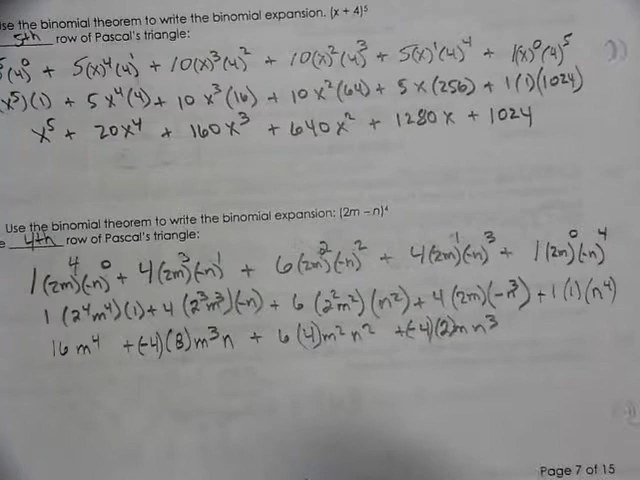 se the binomial theorem to write the binomial expansion. (x + 4)⁵
5th row of Pascal's triangle:
(4)⁰ + 5(x)⁴(4)¹ + 10(x)³(4)² + 10(x)²(4)³ + 5(x)¹(4)⁴ + 1(x)⁰(4)⁵
(x⁵)(1) + 5x⁴(4) + 10x³(16) + 10x²(64) + 5x(256) + 1(1)(1024)
x⁵ + 20x⁴ + 160x³ + 640x² + 1280x + 1024
Use the binomial theorem to write the binomial expansion: (2m − n)⁴
e 4th row of Pascal's triangle:
1(2m)⁴(-n)⁰ + 4(2m)³(-n)¹ + 6(2m)²(-n)² + 4(2m)¹(-n)³ + 1(2m)⁰(-n)⁴
1(2⁴m⁴)(1) + 4(2³m³)(-n) + 6(2²m²)(n²) + 4(2m)(-n³) + 1(1)(n⁴)
16m⁴ + (-4)(8)m³n + 6(4)m²n² + (-4)(2)mn³
Page 7 of 15